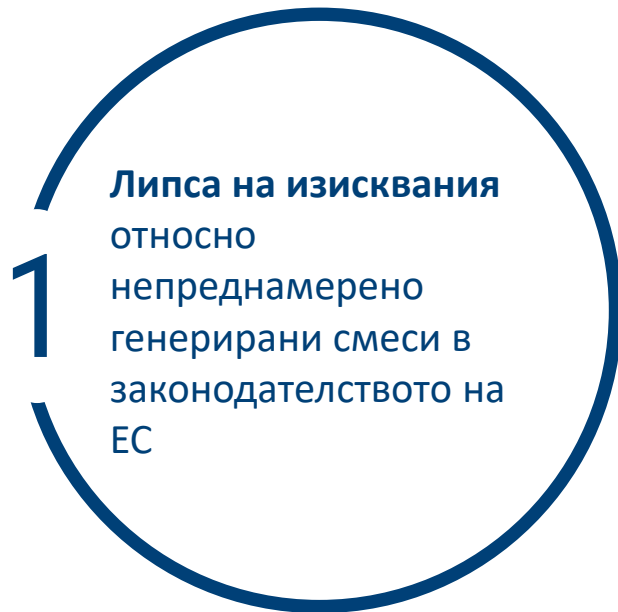 1
Липса на изисквания
относно
непреднамерено
генерирани смеси в
законодателството на
ЕС